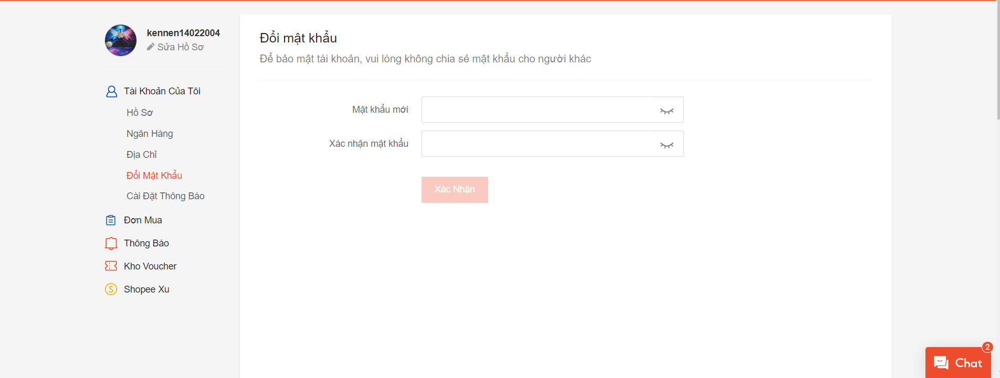 kennen14022004
Sửa Hồ Sơ
Tài Khoản Của Tôi
Hồ Sơ
Ngân Hàng
Địa Chỉ
Đổi Mật Khẩu
Cài Đặt Thông Báo
Đơn Mua
Thông Báo
Kho Voucher
Shopee Xu
Đổi mật khẩu
Để bảo mật tài khoản, vui lòng không chia sẻ mật khẩu cho người khác
Mật khẩu mới
Xác nhận mật khẩu
Xác Nhận
2
Chat